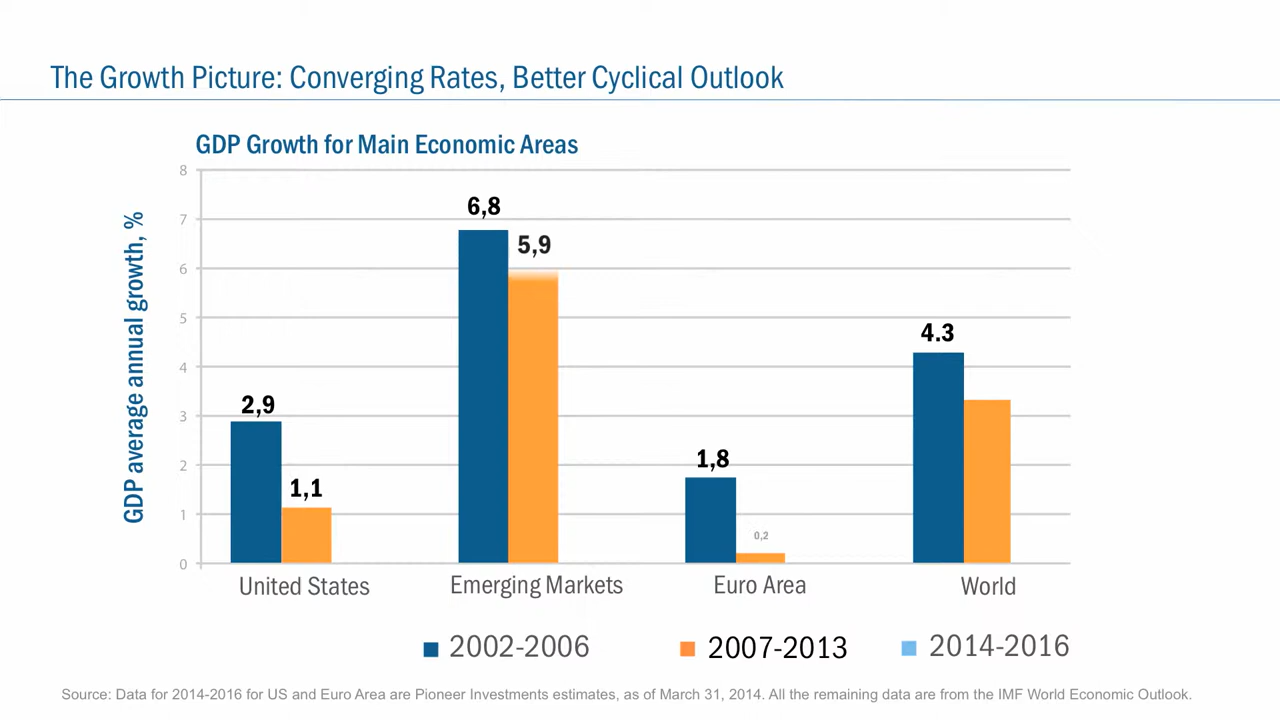 The Growth Picture: Converging Rates, Better Cyclical Outlook
GDP Growth for Main Economic Areas
GDP average annual growth, %
8
7
6
5
4
3
2
1
0
2,9
1,1
6,8
5,9
1,8
0,2
4.3
United States
Emerging Markets
Euro Area
World
2002-2006
2007-2013
2014-2016
Source: Data for 2014-2016 for US and Euro Area are Pioneer Investments estimates, as of March 31, 2014. All the remaining data are from the IMF World Economic Outlook.